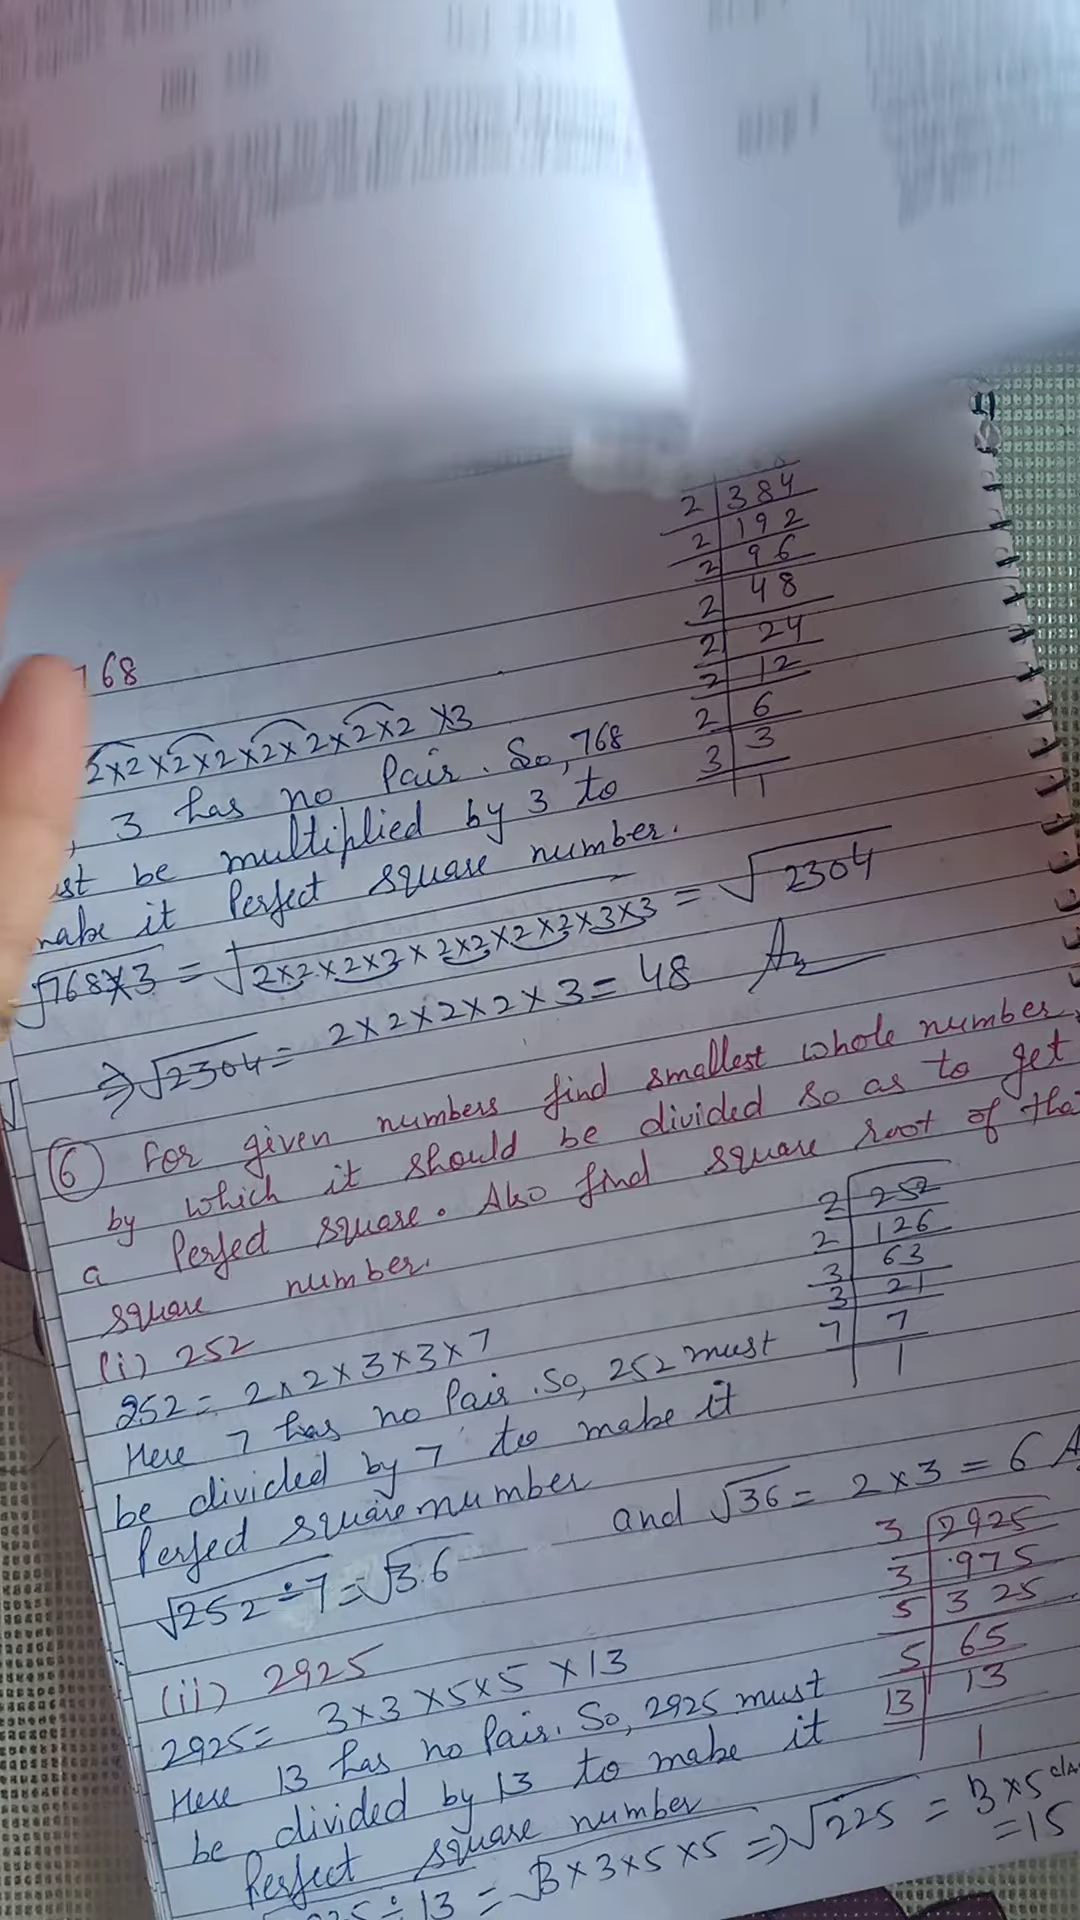 2 384
2 192
2 96
2 48
2 24
2 12
2 6
3 3
1
768
2×2×2×2×2×2×2×2 ×3
, 3 has no Pair. So, 768
ust be multiplied by 3 to
make it Perfect square number.
√768×3 = √2×2×2×2×2×2×2×2×3×3 = √2304
⇒ √2304 = 2×2×2×2×3 = 48 Ans
(6) For given numbers find smallest whole number
by which it should be divided so as to get
a Perfect square. Also find square root of tha
square number.
(i) 252
2 252
2 126
3 63
3 21
7 7
1
252 = 2×2×3×3×7
Here 7 has no Pair. So, 252 must
be divided by 7 to make it
Perfect square number
√252÷7 = √36 and √36 = 2×3 = 6 A
(ii) 2925
3 2925
3 975
5 325
5 65
13 13
1
2925 = 3×3×5×5×13
Here 13 has no Pair. So, 2925 must
be divided by 13 to make it
Perfect square number
25÷13 = √3×3×5×5 ⇒ √225 = 3×5
=15